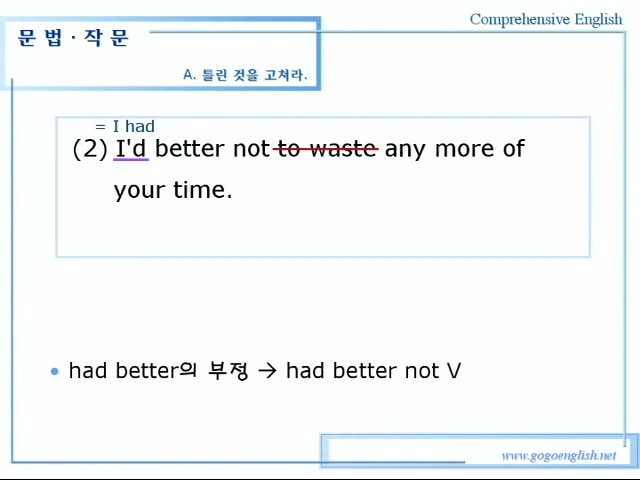 Comprehensive English
문 법 · 작 문
A. 틀린 것을 고쳐라.
= I had
(2) I'd better not to waste any more of
your time.
• had better의 부정 → had better not V
www.gogoenglish.net